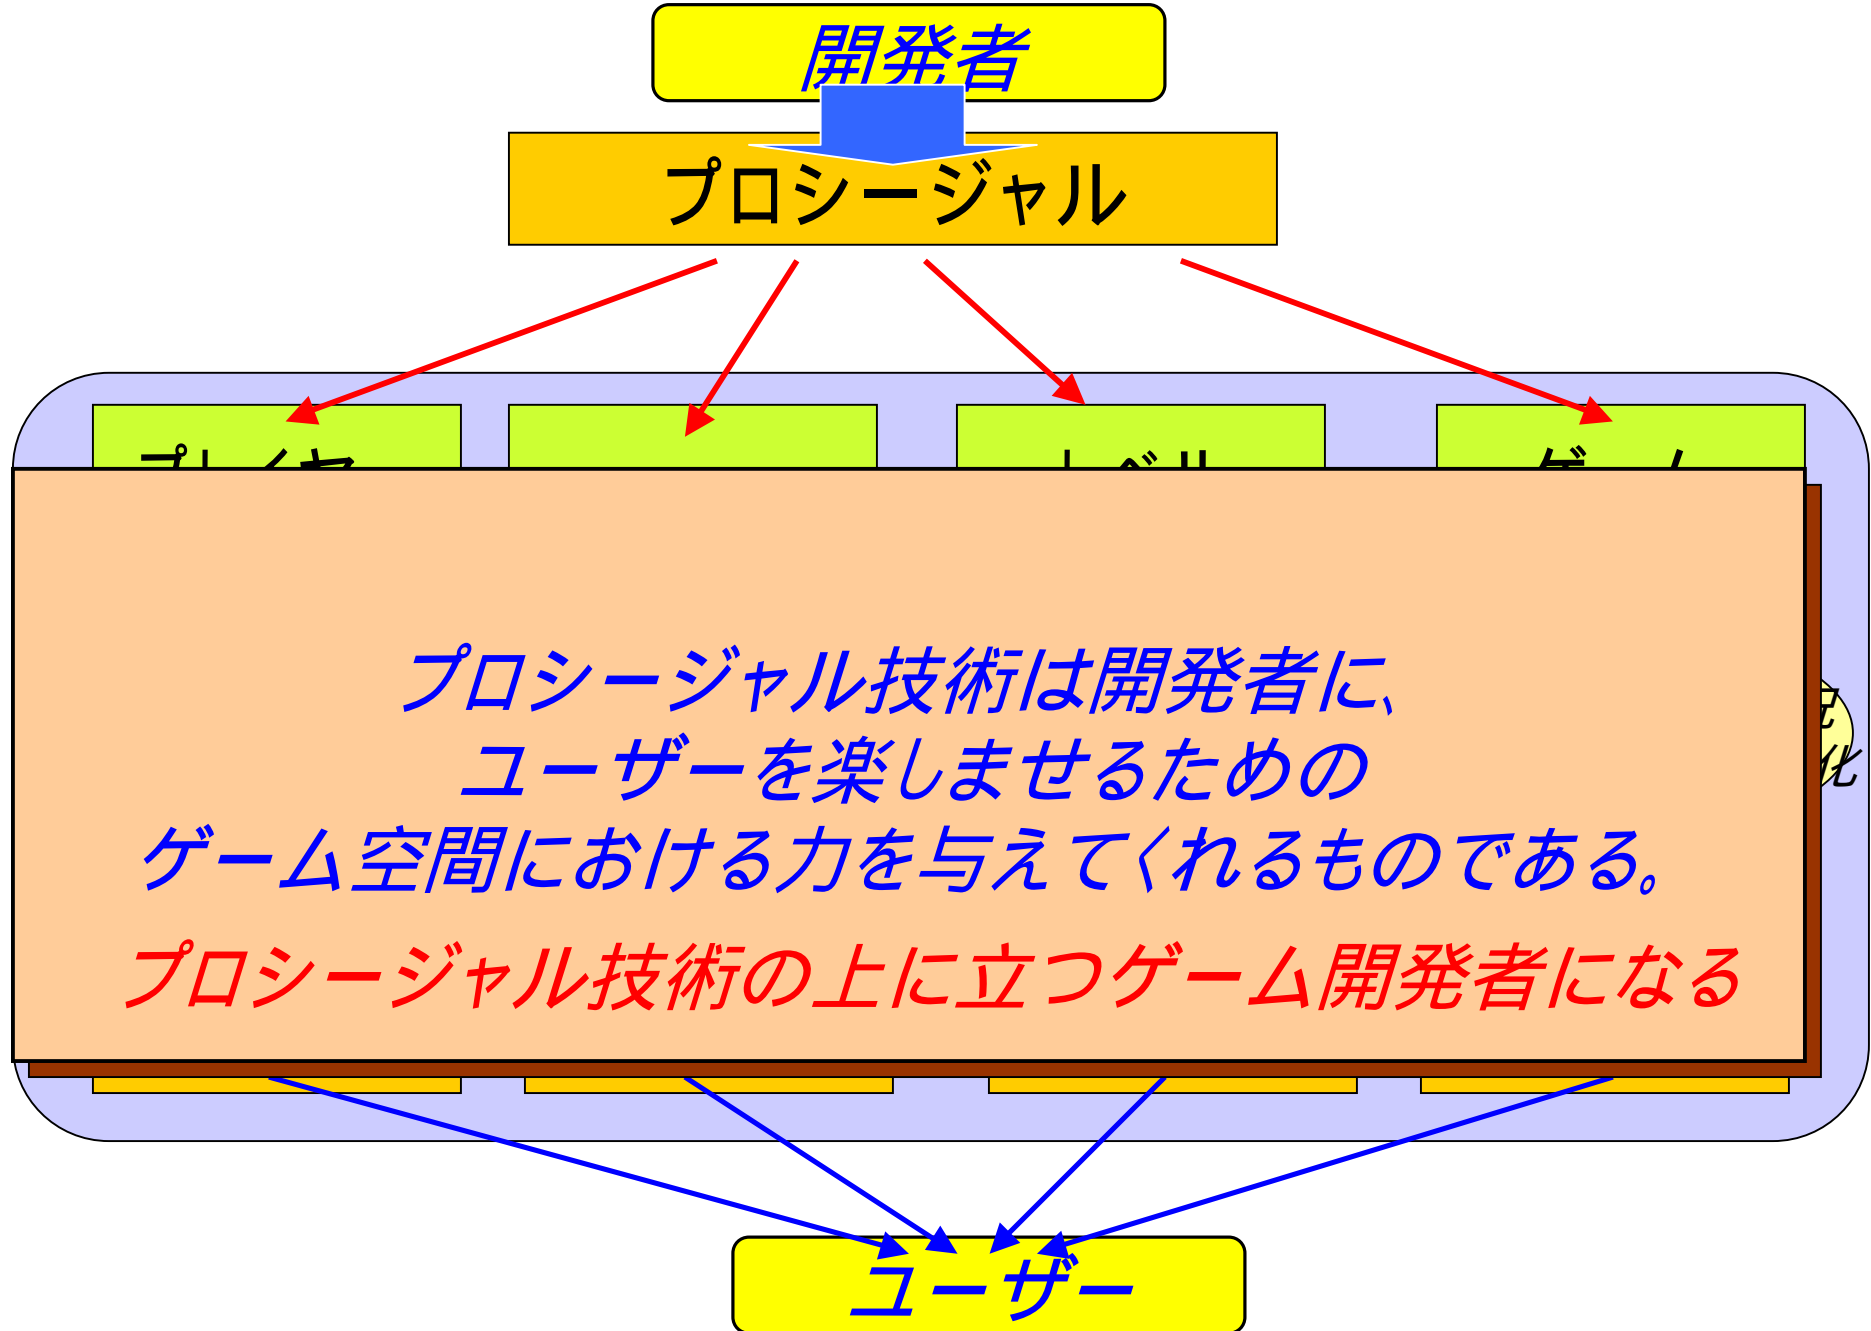 開発者
プロシージャル
プロシージャル技術は開発者に、
ユーザーを楽しませるための
ゲーム空間における力を与えてくれるものである。
プロシージャル技術の上に立つゲーム開発者になる
化
ユーザー